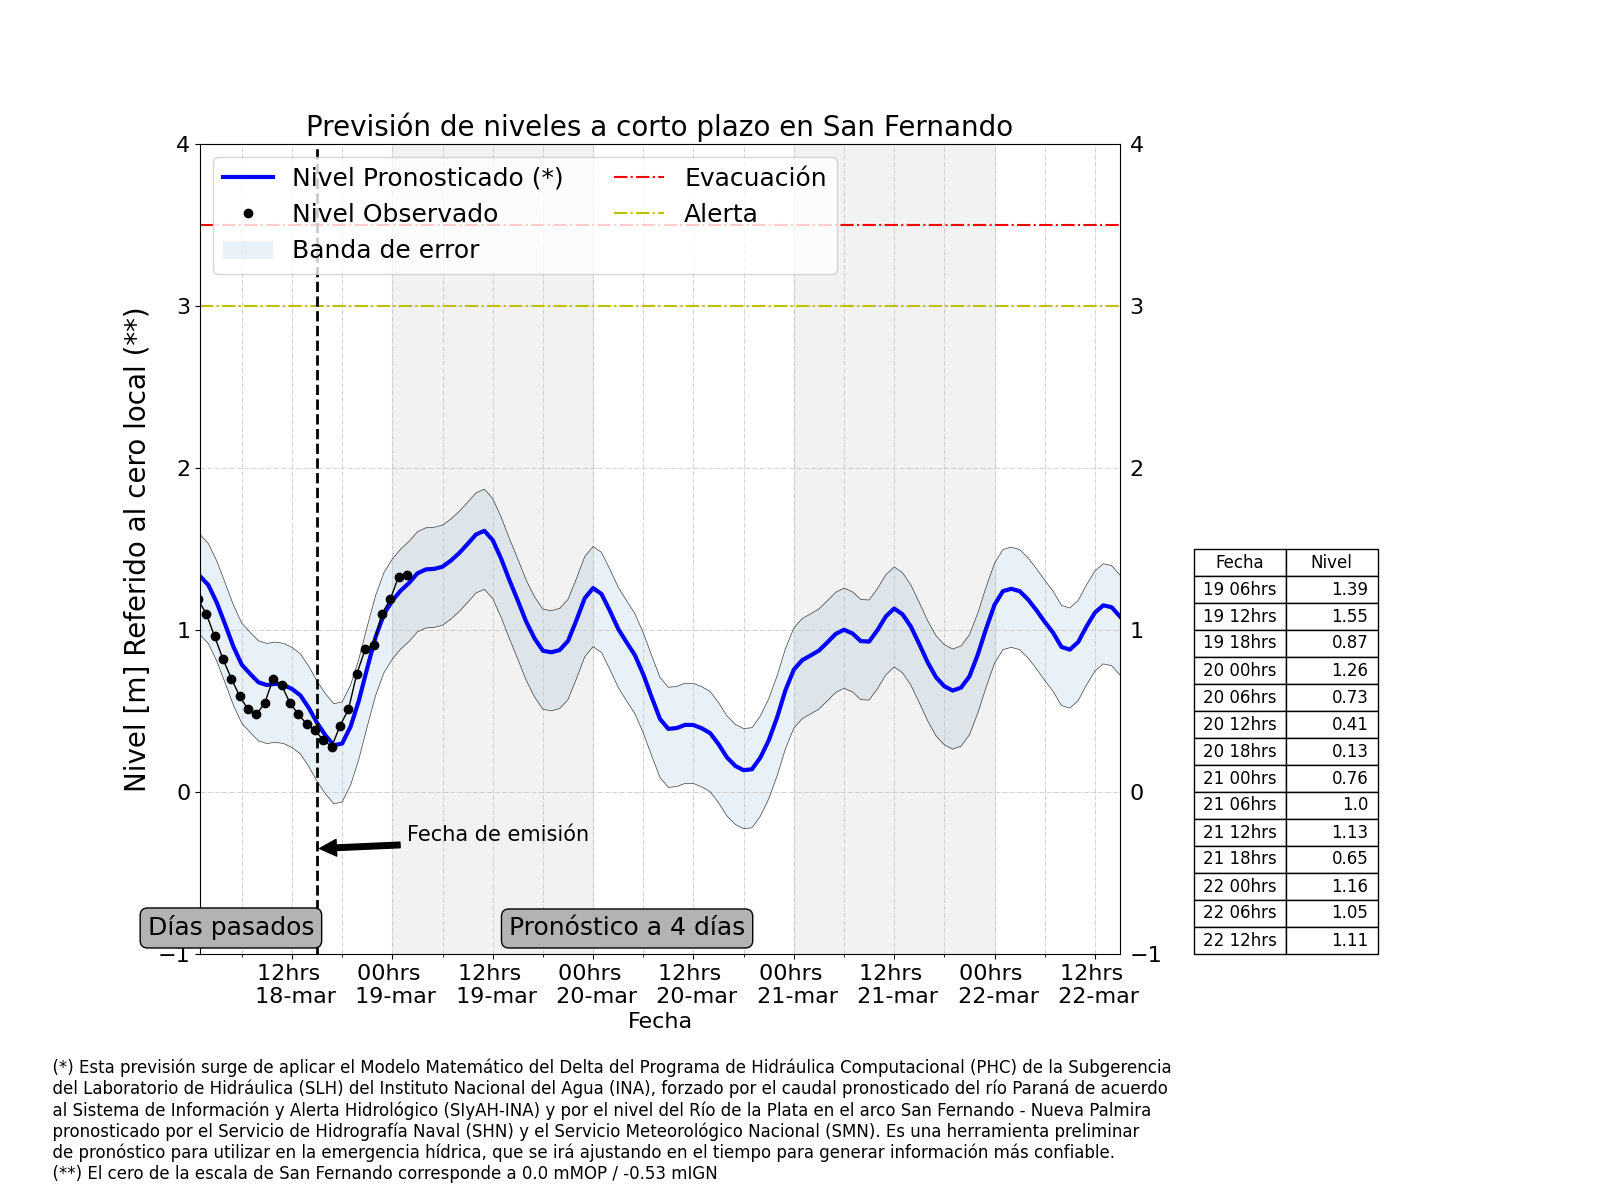 Previsión de niveles a corto plazo en San Fernando
Nivel Pronosticado (*)
Nivel Observado
Banda de error
Evacuación
Alerta
Nivel [m] Referido al cero local (**)
4
3
2
1
0
−1
4
3
2
1
0
−1
Fecha de emisión
Días pasados
Pronóstico a 4 días
12hrs 00hrs 12hrs 00hrs 12hrs 00hrs 12hrs 00hrs 12hrs
18-mar 19-mar 19-mar 20-mar 20-mar 21-mar 21-mar 22-mar 22-mar
Fecha
Fecha Nivel
19 06hrs 1.39
19 12hrs 1.55
19 18hrs 0.87
20 00hrs 1.26
20 06hrs 0.73
20 12hrs 0.41
20 18hrs 0.13
21 00hrs 0.76
21 06hrs 1.0
21 12hrs 1.13
21 18hrs 0.65
22 00hrs 1.16
22 06hrs 1.05
22 12hrs 1.11
(*) Esta previsión surge de aplicar el Modelo Matemático del Delta del Programa de Hidráulica Computacional (PHC) de la Subgerencia
del Laboratorio de Hidráulica (SLH) del Instituto Nacional del Agua (INA), forzado por el caudal pronosticado del río Paraná de acuerdo
al Sistema de Información y Alerta Hidrológico (SIyAH-INA) y por el nivel del Río de la Plata en el arco San Fernando - Nueva Palmira
pronosticado por el Servicio de Hidrografía Naval (SHN) y el Servicio Meteorológico Nacional (SMN). Es una herramienta preliminar
de pronóstico para utilizar en la emergencia hídrica, que se irá ajustando en el tiempo para generar información más confiable.
(**) El cero de la escala de San Fernando corresponde a 0.0 mMOP / -0.53 mIGN